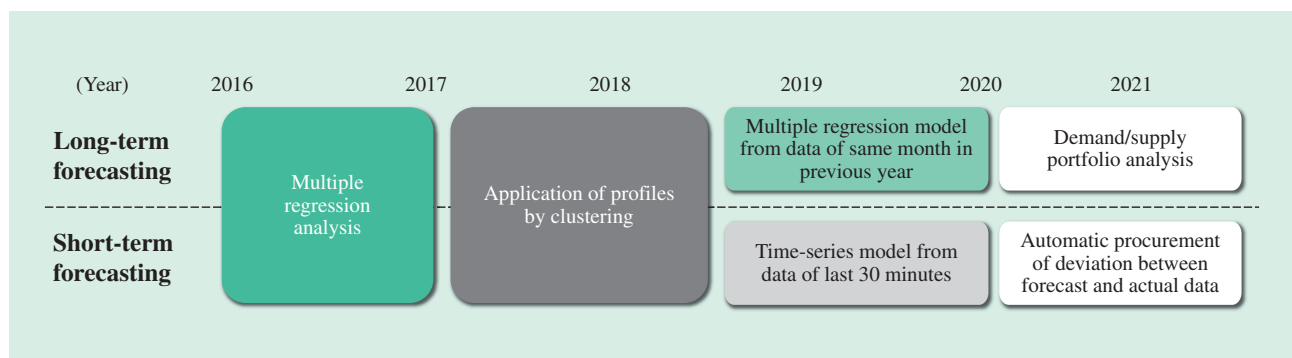 (Year) 2016 2017 2018 2019 2020 2021
Long-term
forecasting
Multiple
regression
analysis
Application of profiles
by clustering
Multiple regression model
from data of same month in
previous year
Demand/supply
portfolio analysis
Short-term
forecasting
Time-series model from
data of last 30 minutes
Automatic procurement
of deviation between
forecast and actual data